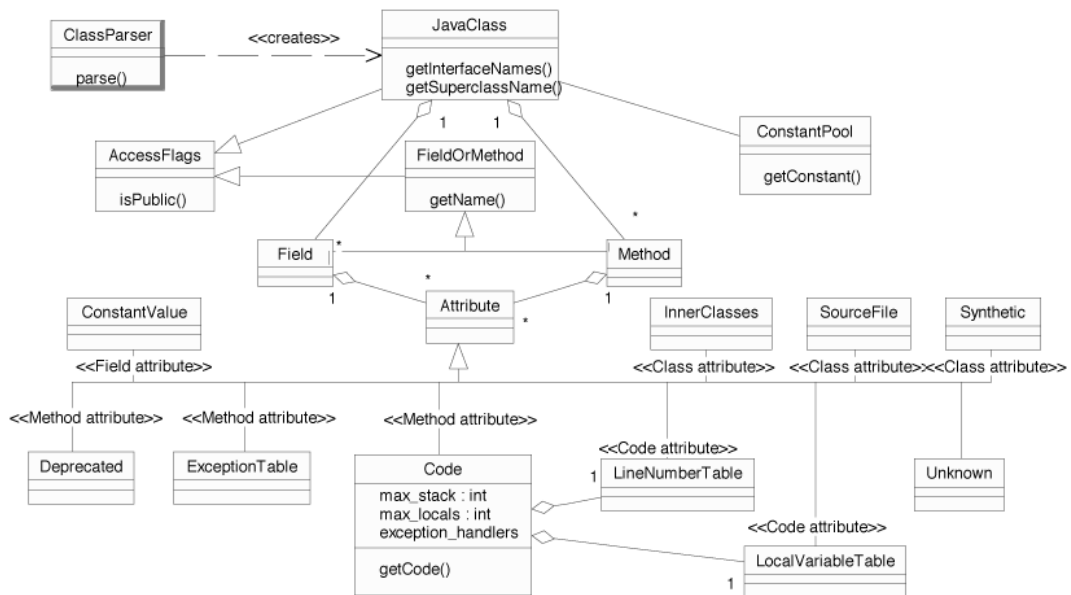 ClassParser
parse()
<<creates>>
JavaClass
getInterfaceNames()
getSuperclassName()
1
1
AccessFlags
isPublic()
FieldOrMethod
getName()
ConstantPool
getConstant()
*
Field
*
Method
1
*
1
Attribute
*
ConstantValue
<<Field attribute>>
InnerClasses
<<Class attribute>>
SourceFile
<<Class attribute>>
Synthetic
<<Class attribute>>
<<Method attribute>>
<<Method attribute>>
<<Method attribute>>
Deprecated
ExceptionTable
Code
max_stack : int
max_locals : int
exception_handlers
getCode()
<<Code attribute>>
1
LineNumberTable
Unknown
<<Code attribute>>
LocalVariableTable
1